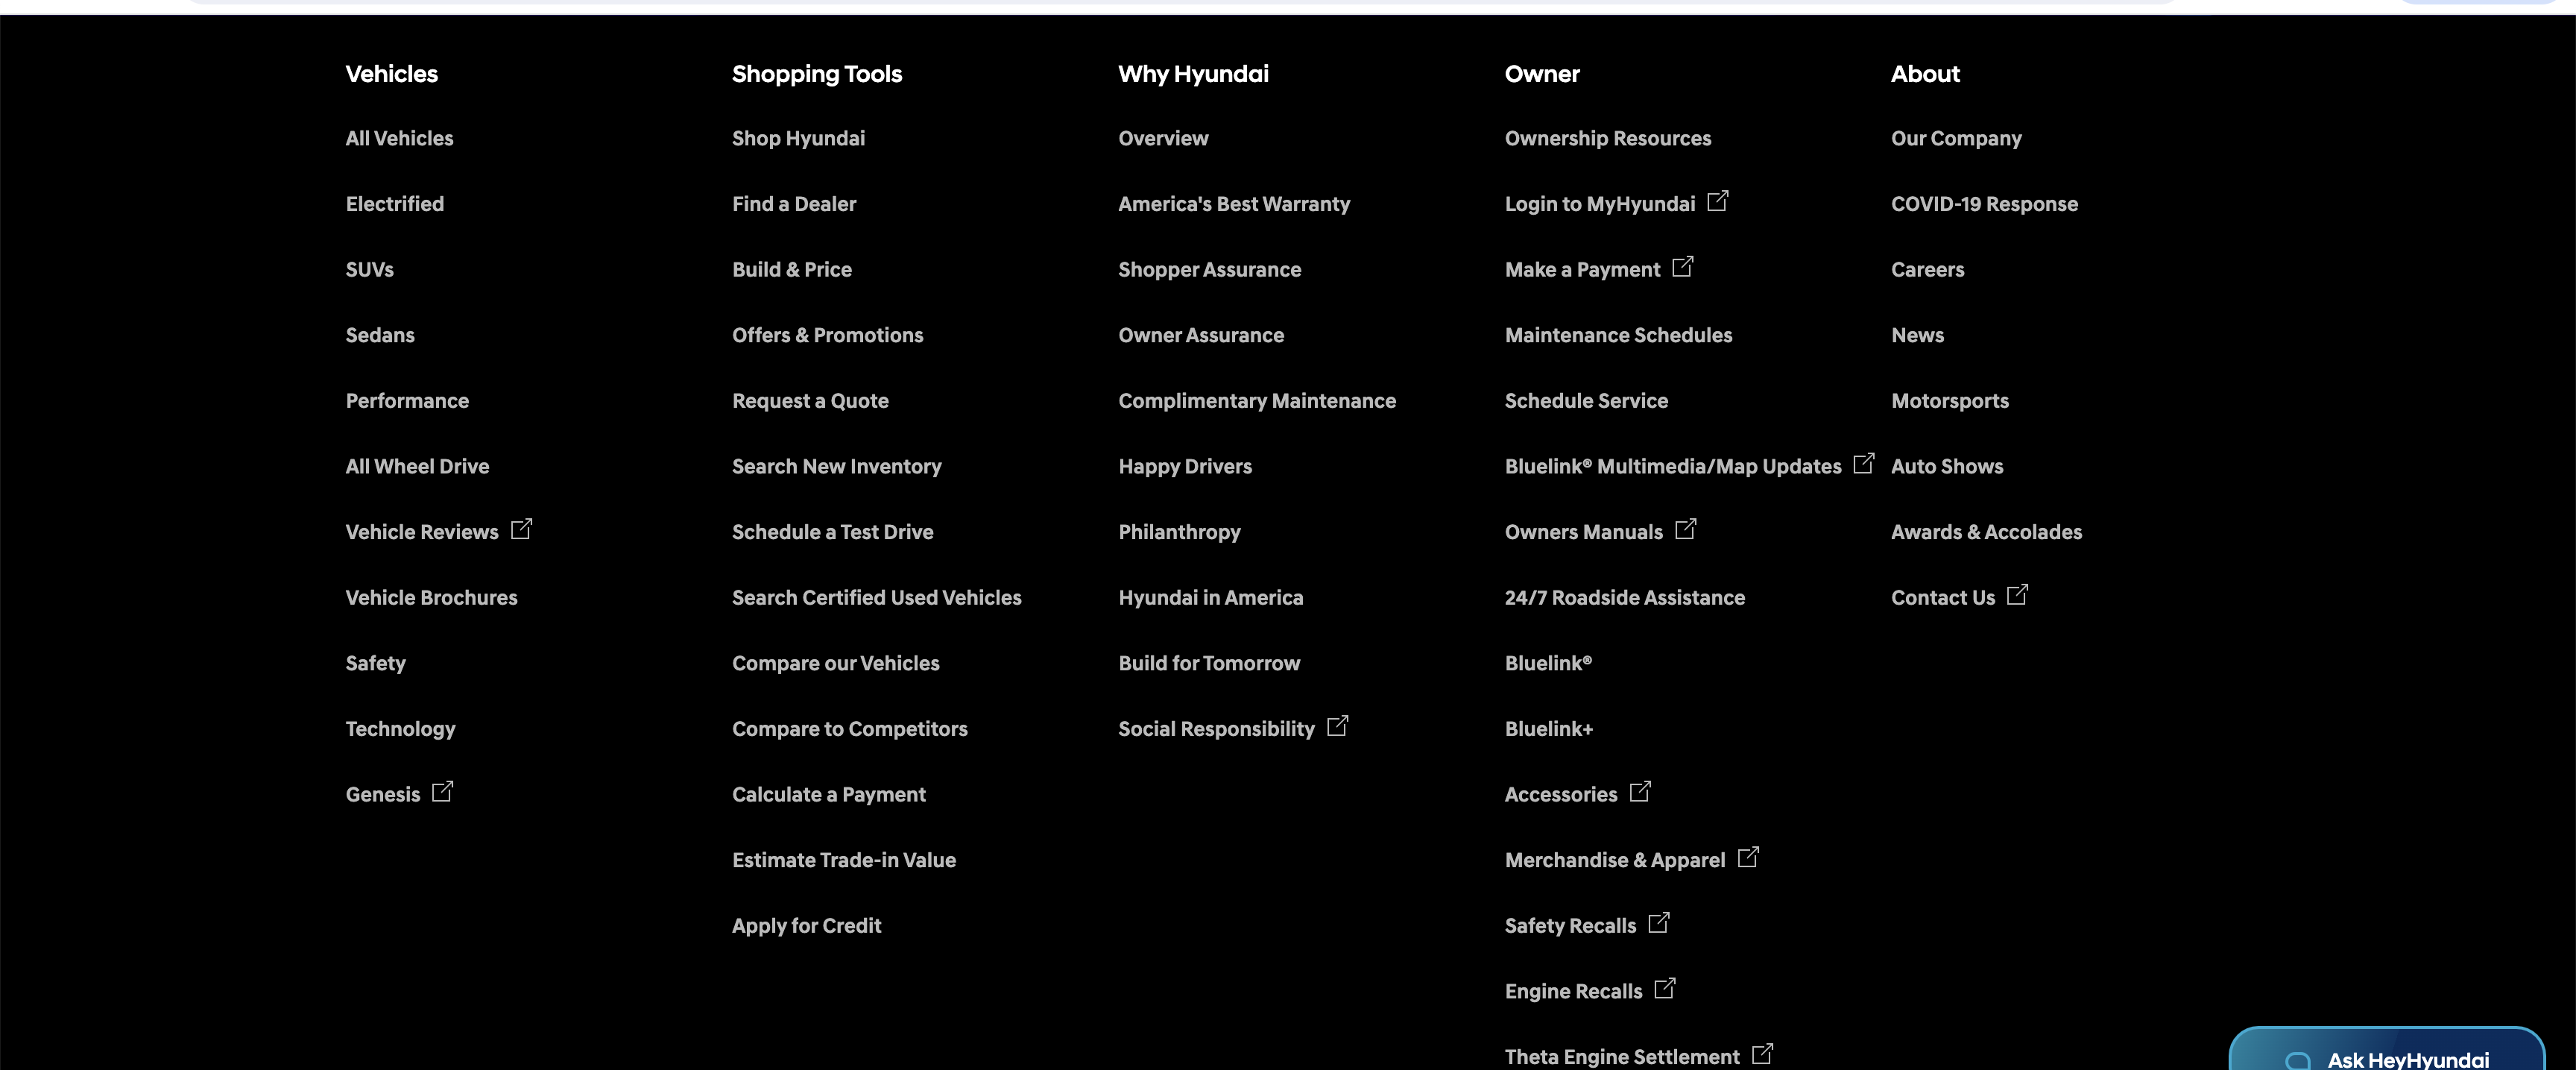 Vehicles
All Vehicles
Electrified
SUVs
Sedans
Performance
All Wheel Drive
Vehicle Reviews
Vehicle Brochures
Safety
Technology
Genesis
Shopping Tools
Shop Hyundai
Find a Dealer
Build & Price
Offers & Promotions
Request a Quote
Search New Inventory
Schedule a Test Drive
Search Certified Used Vehicles
Compare our Vehicles
Compare to Competitors
Calculate a Payment
Estimate Trade-in Value
Apply for Credit
Why Hyundai
Overview
America's Best Warranty
Shopper Assurance
Owner Assurance
Complimentary Maintenance
Happy Drivers
Philanthropy
Hyundai in America
Build for Tomorrow
Social Responsibility
Owner
Ownership Resources
Login to MyHyundai
Make a Payment
Maintenance Schedules
Schedule Service
Bluelink® Multimedia/Map Updates
Owners Manuals
24/7 Roadside Assistance
Bluelink®
Bluelink+
Accessories
Merchandise & Apparel
Safety Recalls
Engine Recalls
Theta Engine Settlement
About
Our Company
COVID-19 Response
Careers
News
Motorsports
Auto Shows
Awards & Accolades
Contact Us
Ask HeyHyundai